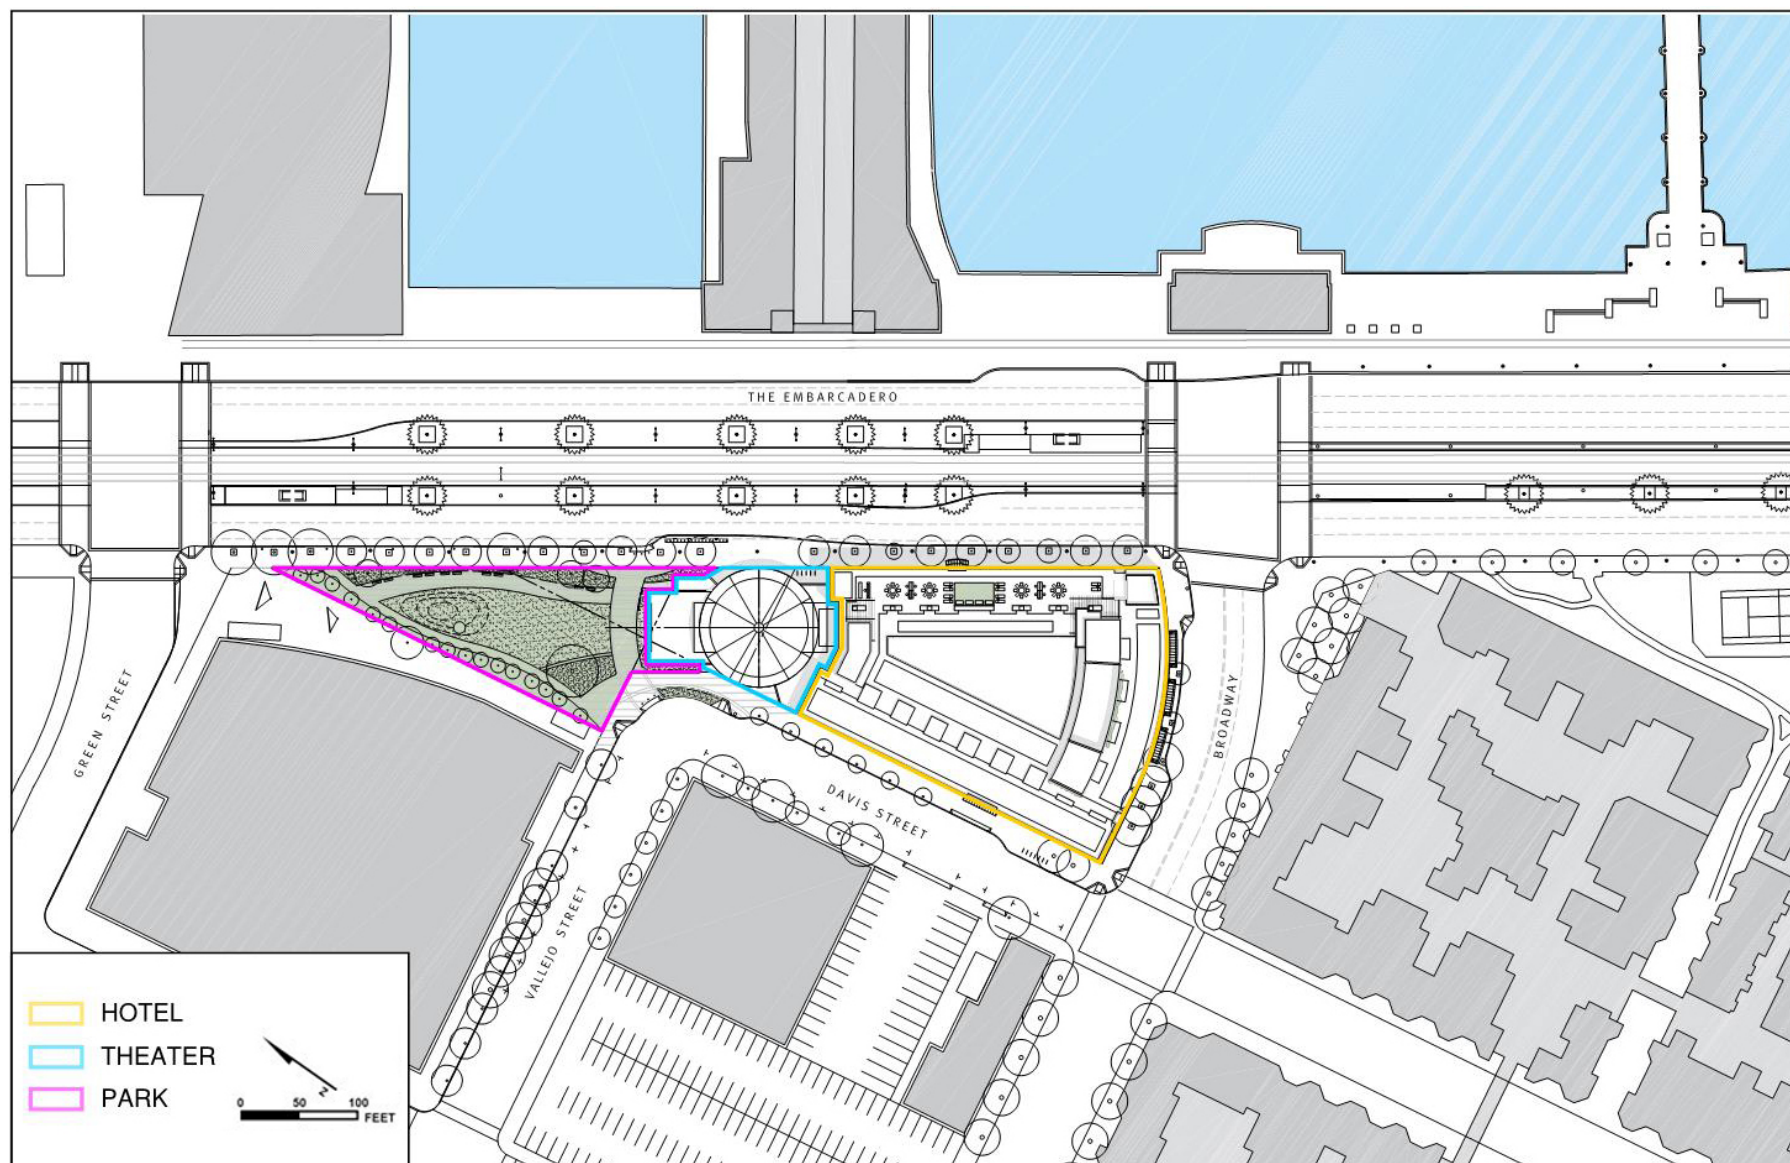 THE EMBARCADERO
GREEN STREET
BROADWAY
DAVIS STREET
VALLEJO STREET
HOTEL
THEATER
PARK
N
0 50 100
FEET